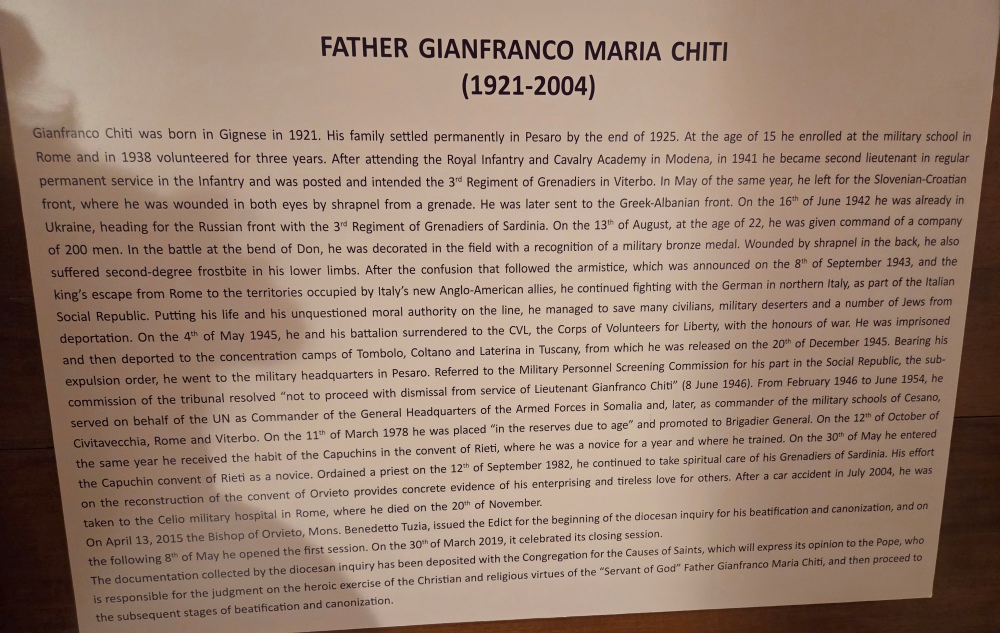 FATHER GIANFRANCO MARIA CHITI
(1921-2004)
Gianfranco Chiti was born in Gignese in 1921. His family settled permanently in Pesaro by the end of 1925. At the age of 15 he enrolled at the military school in
Rome and in 1938 volunteered for three years. After attending the Royal Infantry and Cavalry Academy in Modena, in 1941 he became second lieutenant in regular
permanent service in the Infantry and was posted and intended the 3rd Regiment of Grenadiers in Viterbo. In May of the same year, he left for the Slovenian-Croatian
front, where he was wounded in both eyes by shrapnel from a grenade. He was later sent to the Greek-Albanian front. On the 16th of June 1942 he was already in
Ukraine, heading for the Russian front with the 3rd Regiment of Grenadiers of Sardinia. On the 13th of August, at the age of 22, he was given command of a company
of 200 men. In the battle at the bend of Don, he was decorated in the field with a recognition of a military bronze medal. Wounded by shrapnel in the back, he also
suffered second-degree frostbite in his lower limbs. After the confusion that followed the armistice, which was announced on the 8th of September 1943, and the
king's escape from Rome to the territories occupied by Italy's new Anglo-American allies, he continued fighting with the German in northern Italy, as part of the Italian
Social Republic. Putting his life and his unquestioned moral authority on the line, he managed to save many civilians, military deserters and a number of Jews from
deportation. On the 4th of May 1945, he and his battalion surrendered to the CVL, the Corps of Volunteers for Liberty, with the honours of war. He was imprisoned
and then deported to the concentration camps of Tombolo, Coltano and Laterina in Tuscany, from which he was released on the 20th of December 1945. Bearing his
expulsion order, he went to the military headquarters in Pesaro. Referred to the Military Personnel Screening Commission for his part in the Social Republic, the sub-
commission of the tribunal resolved "not to proceed with dismissal from service of Lieutenant Gianfranco Chiti" (8 June 1946). From February 1946 to June 1954, he
served on behalf of the UN as Commander of the General Headquarters of the Armed Forces in Somalia and, later, as commander of the military schools of Cesano,
Civitavecchia, Rome and Viterbo. On the 11th of March 1978 he was placed "in the reserves due to age" and promoted to Brigadier General. On the 12th of October of
the same year he received the habit of the Capuchins in the convent of Rieti, where he was a novice for a year and where he trained. On the 30th of May he entered
the Capuchin convent of Rieti as a novice. Ordained a priest on the 12th of September 1982, he continued to take spiritual care of his Grenadiers of Sardinia. His effort
on the reconstruction of the convent of Orvieto provides concrete evidence of his enterprising and tireless love for others. After a car accident in July 2004, he was
taken to the Celio military hospital in Rome, where he died on the 20th of November.
On April 13, 2015 the Bishop of Orvieto, Mons. Benedetto Tuzia, issued the Edict for the beginning of the diocesan inquiry for his beatification and canonization, and on
the following 8th of May he opened the first session. On the 30th of March 2019, it celebrated its closing session.
The documentation collected by the diocesan inquiry has been deposited with the Congregation for the Causes of Saints, which will express its opinion to the Pope, who
is responsible for the judgment on the heroic exercise of the Christian and religious virtues of the "Servant of God" Father Gianfranco Maria Chiti, and then proceed to
the subsequent stages of beatification and canonization.